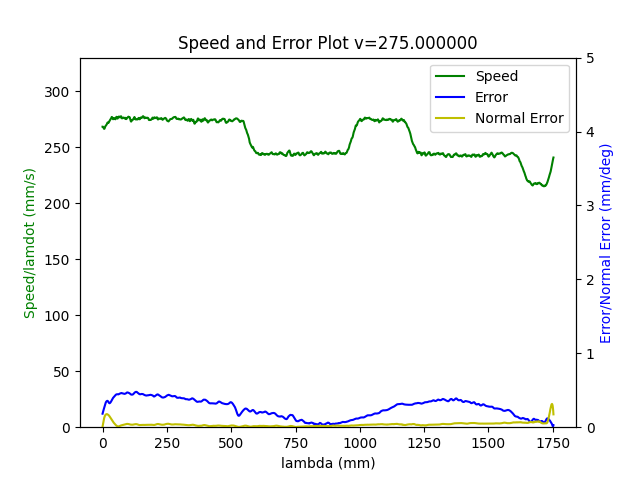 Speed and Error Plot v=275.000000
Speed
Error
Normal Error
Speed/lamdot (mm/s)
300
250
200
150
100
50
0
5
4
3
2
1
0
Error/Normal Error (mm/deg)
0 250 500 750 1000 1250 1500 1750
lambda (mm)